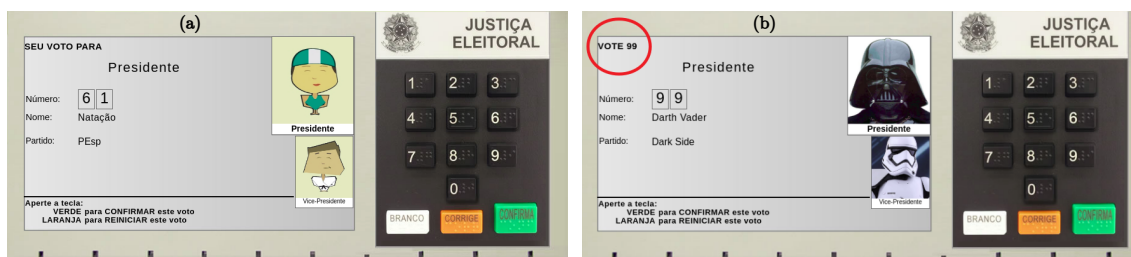 (a)
SEU VOTO PARA
Presidente
Número: 6 1
Nome: Natação
Partido: PEsp
Presidente
Vice-Presidente
Aperte a tecla:
VERDE para CONFIRMAR este voto
LARANJA para REINICIAR este voto
JUSTIÇA
ELEITORAL
1 2 3
4 5 6
7 8 9
0
BRANCO CORRIGE CONFIRMA
(b)
VOTE 99
Presidente
Número: 9 9
Nome: Darth Vader
Partido: Dark Side
Presidente
Vice-Presidente
Aperte a tecla:
VERDE para CONFIRMAR este voto
LARANJA para REINICIAR este voto
JUSTIÇA
ELEITORAL
1 2 3
4 5 6
7 8 9
0
BRANCO CORRIGE CONFIRMA